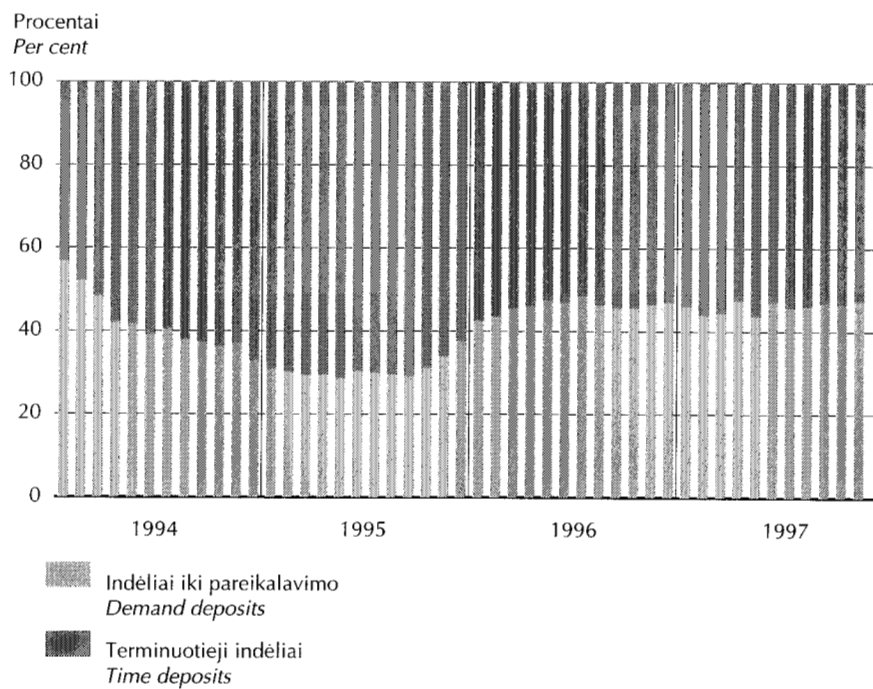 Procentai
Per cent
100
80
60
40
20
0
1994 1995 1996 1997
Indėliai iki pareikalavimo
Demand deposits
Terminuotieji indėliai
Time deposits